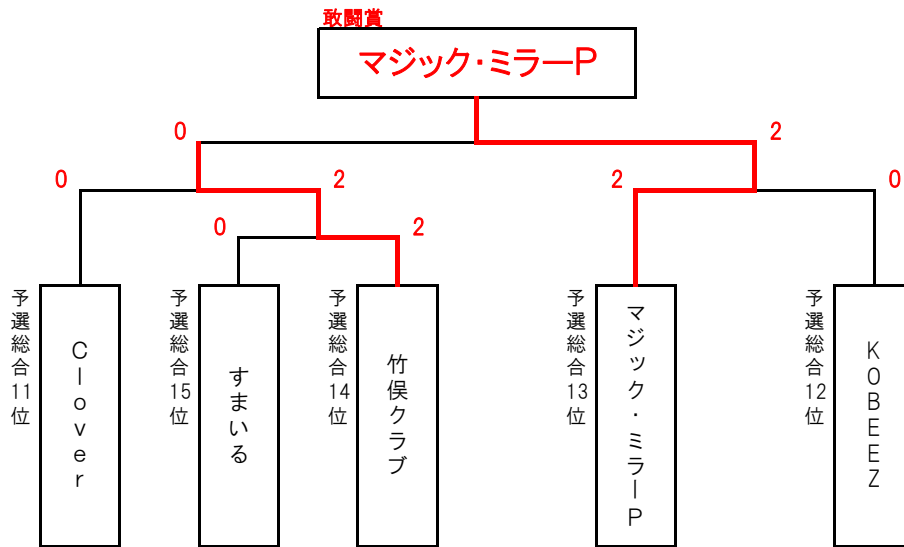 敢闘賞
マジック・ミラーP
0
2
0
2
2
0
0
2
予選総合11位
Clover
予選総合15位
すまいる
予選総合14位
竹俣クラブ
予選総合13位
マジック・ミラーP
予選総合12位
KOBEEZ